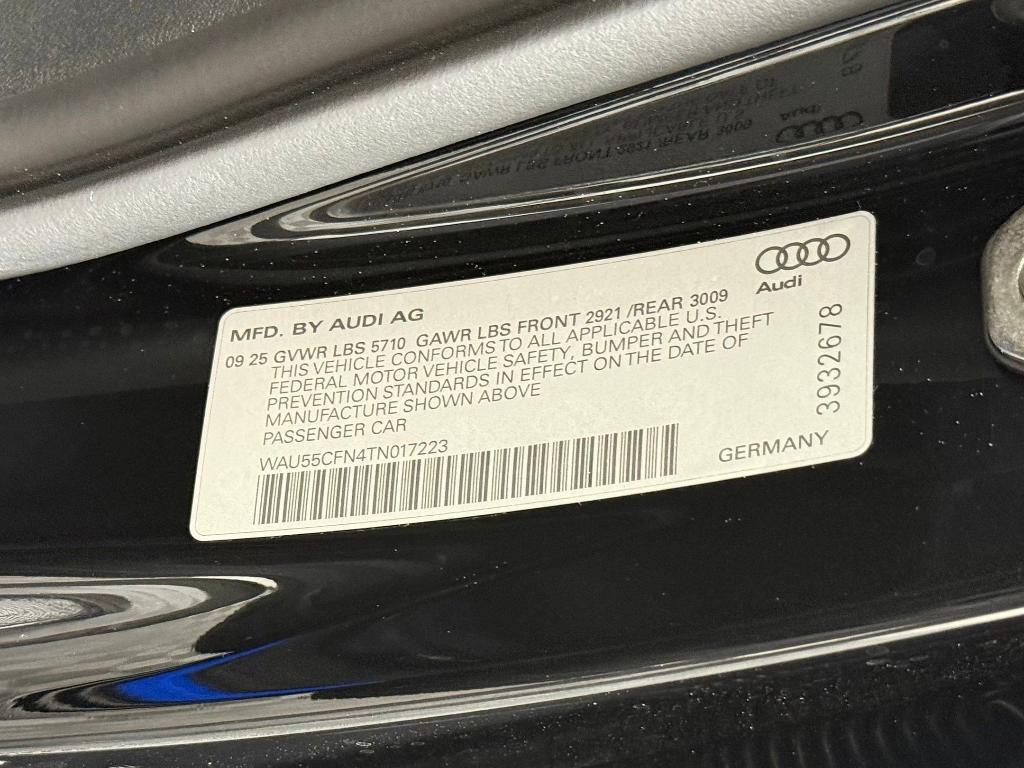 MFD. BY AUDI AG
Audi
09 25 GVWR LBS 5710 GAWR LBS FRONT 2921 /REAR 3009
THIS VEHICLE CONFORMS TO ALL APPLICABLE U.S.
FEDERAL MOTOR VEHICLE SAFETY, BUMPER AND THEFT
PREVENTION STANDARDS IN EFFECT ON THE DATE OF
MANUFACTURE SHOWN ABOVE
PASSENGER CAR
WAU55CFN4TN017223
GERMANY
3932678